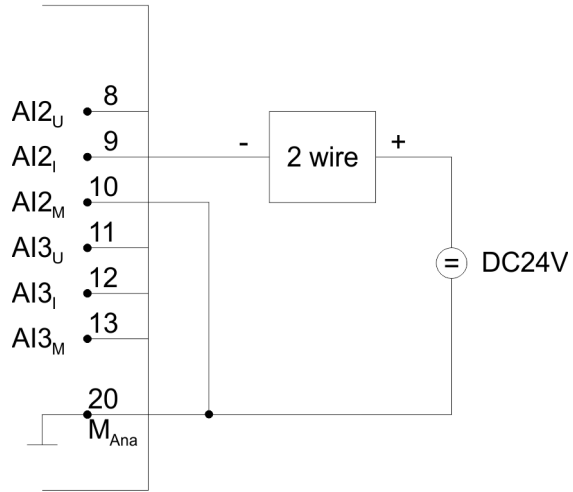 8
AI2U
9
AI2I
- 2 wire +
10
AI2M
11
AI3U
= DC24V
12
AI3I
13
AI3M
20
MAna